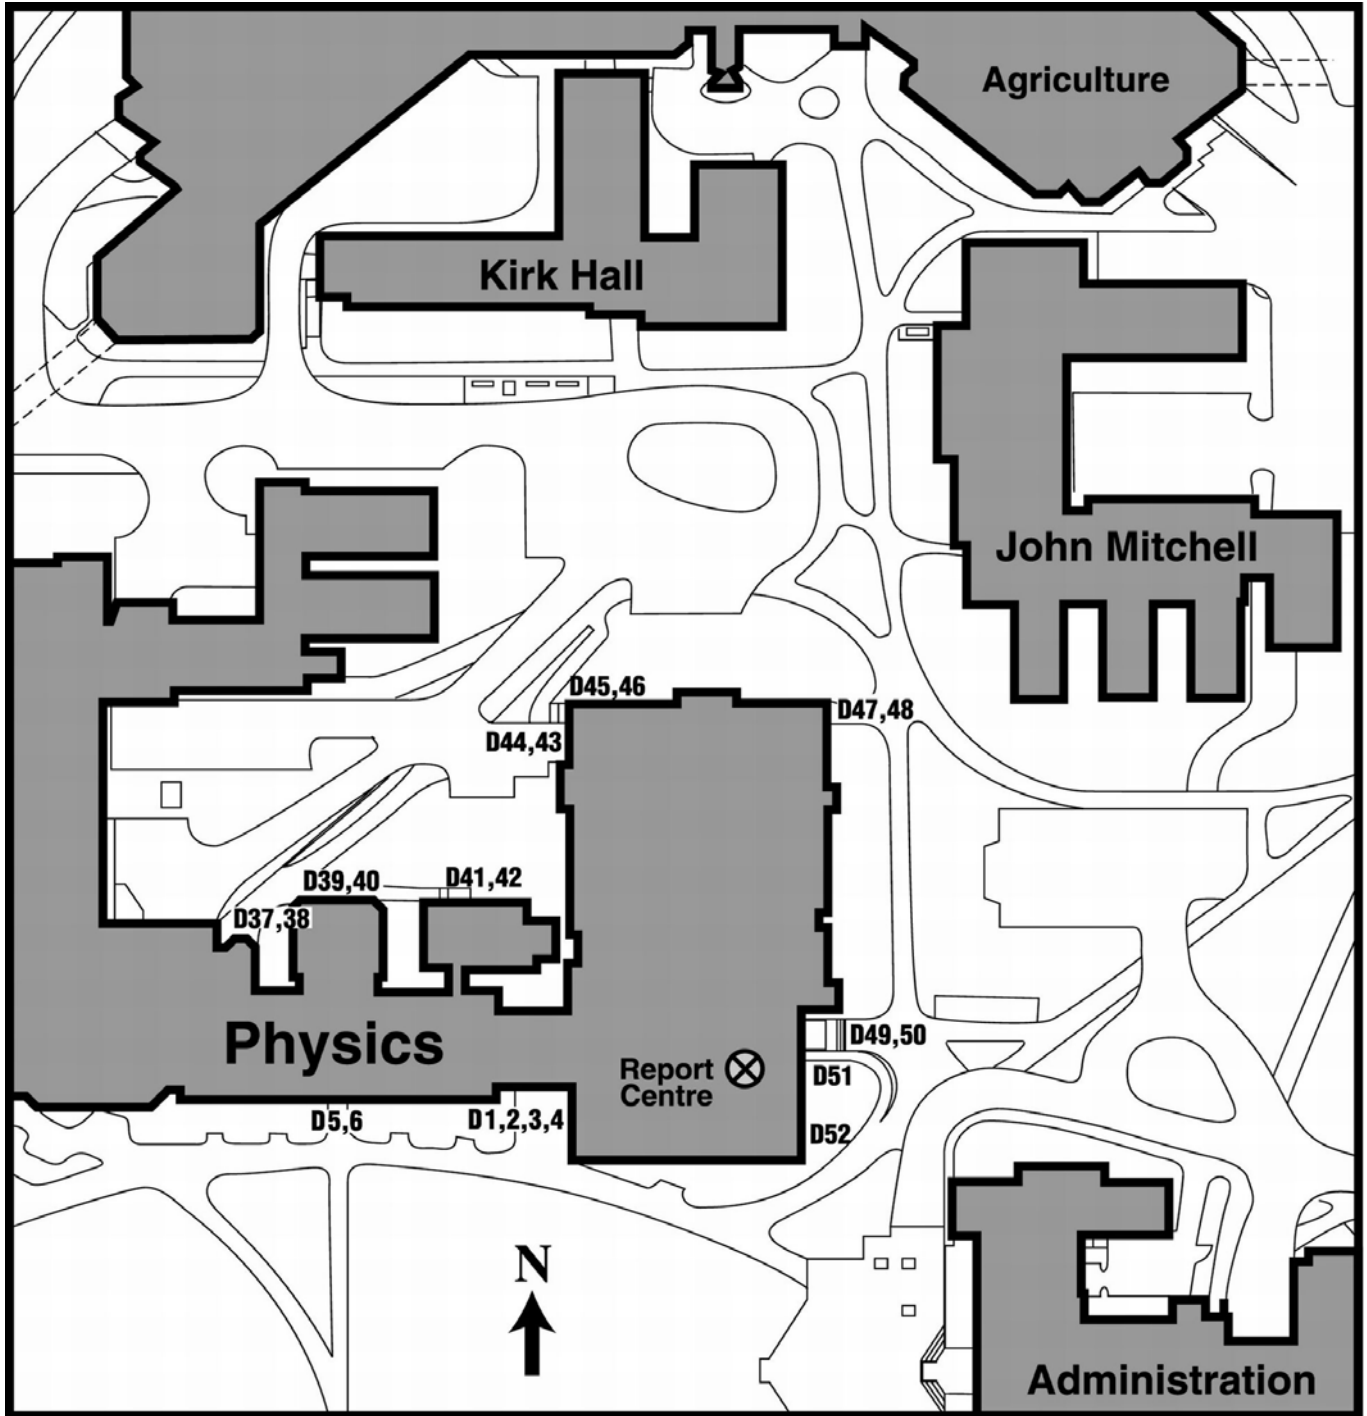 Agriculture
Kirk Hall
John Mitchell
D45,46
D47,48
D44,43
D39,40
D41,42
D37,38
Physics
D49,50
Report
Centre
D51
D5,6
D1,2,3,4
D52
N
Administration